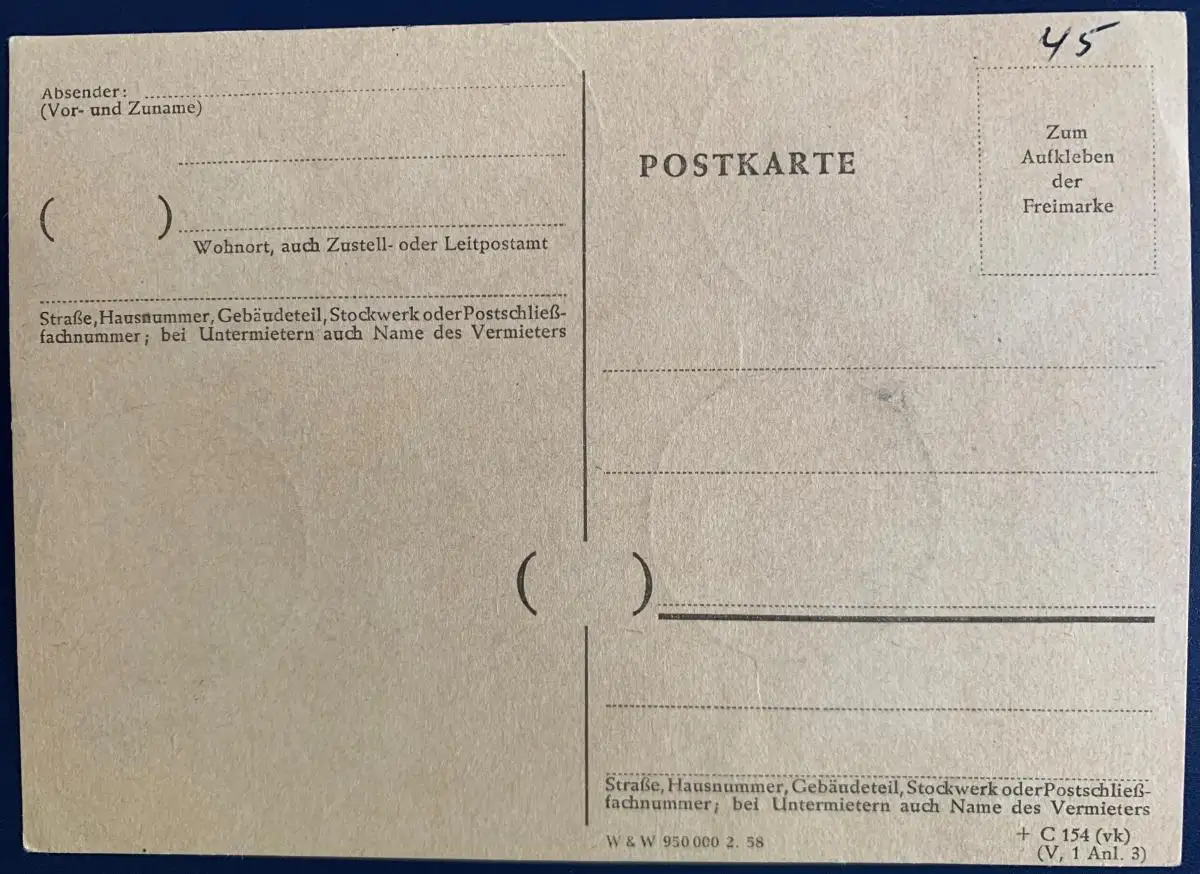 45
Absender:
(Vor- und Zuname)
( )
Wohnort, auch Zustell- oder Leitpostamt
Straße, Hausnummer, Gebäudeteil, Stockwerk oder Postschließ-
fachnummer; bei Untermietern auch Name des Vermieters
POSTKARTE
Zum
Aufkleben
der
Freimarke
( )
Straße, Hausnummer, Gebäudeteil, Stockwerk oder Postschließ-
fachnummer; bei Untermietern auch Name des Vermieters
W & W 950 000 2. 58
+ C 154 (vk)
(V, 1 Anl. 3)